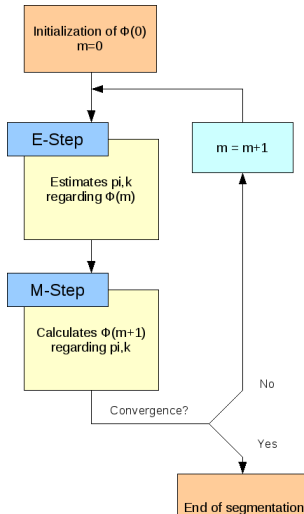 Initialization of Φ(0)
m=0
E-Step
m = m+1
Estimates pi,k
regarding Φ(m)
M-Step
Calculates Φ(m+1)
regarding pi,k
No
Convergence?
Yes
End of segmentation